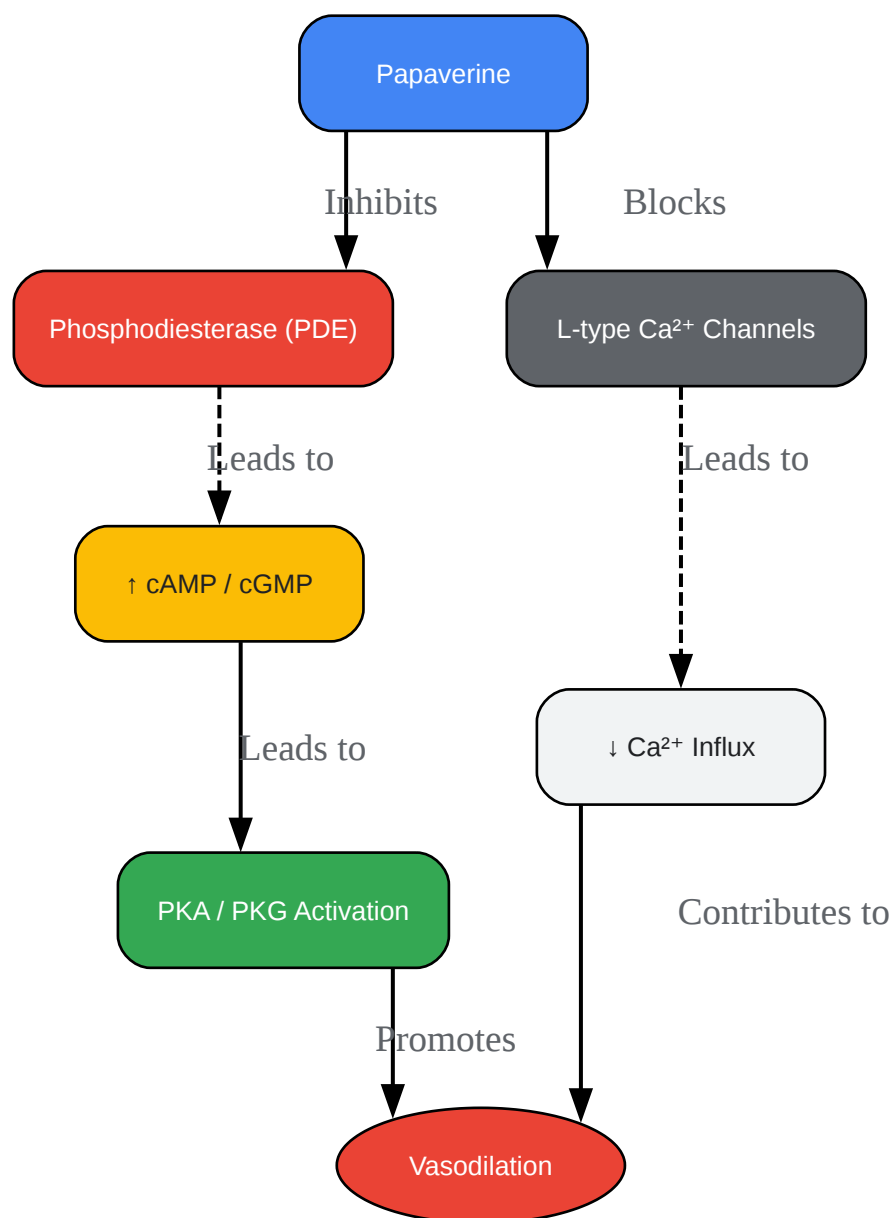 Papaverine
Inhibits
Blocks
Phosphodiesterase (PDE)
L-type Ca²⁺ Channels
Leads to
Leads to
↑ cAMP / cGMP
Leads to
↓ Ca²⁺ Influx
PKA / PKG Activation
Contributes to
Promotes
Vasodilation